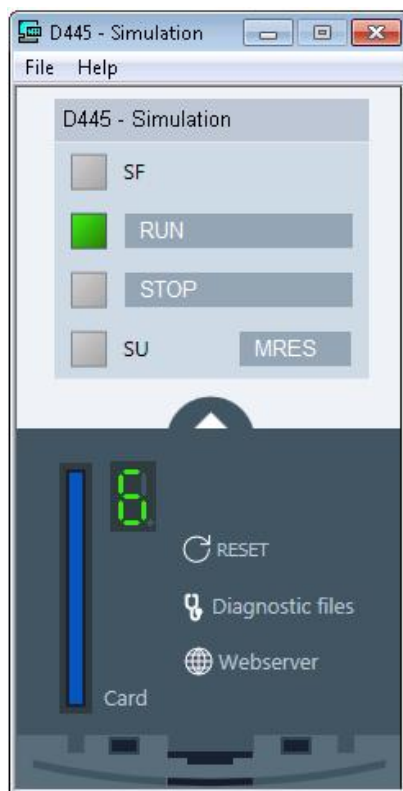 D445 - Simulation
File Help
D445 - Simulation
SF
RUN
STOP
SU MRES
6
RESET
Diagnostic files
Webserver
Card